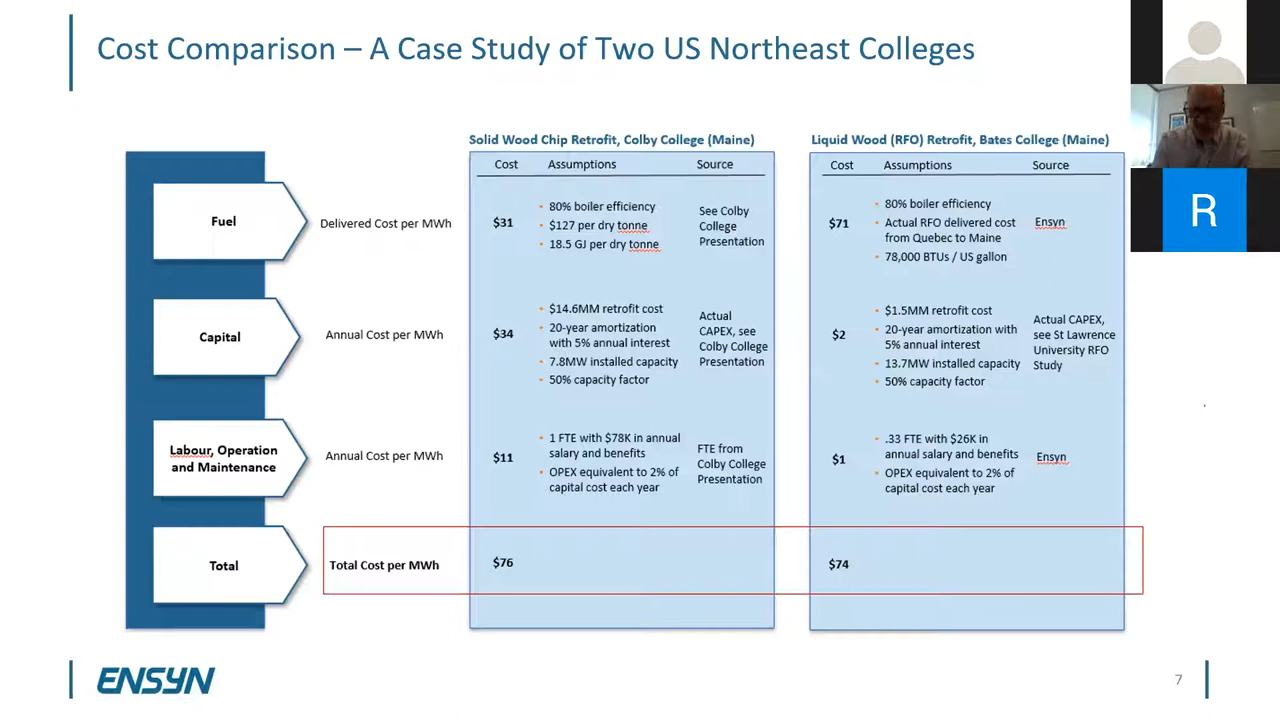 Cost Comparison – A Case Study of Two US Northeast Colleges
Solid Wood Chip Retrofit, Colby College (Maine)
Liquid Wood (RFO) Retrofit, Bates College (Maine)
Cost Assumptions Source
Cost Assumptions Source
Fuel
Delivered Cost per MWh
$31
80% boiler efficiency
$127 per dry tonne
18.5 GJ per dry tonne
See Colby
College
Presentation
$71
80% boiler efficiency
Actual RFO delivered cost
from Quebec to Maine
78,000 BTUs / US gallon
Ensyn
Capital
Annual Cost per MWh
$34
$14.6MM retrofit cost
20-year amortization
with 5% annual interest
7.8MW installed capacity
50% capacity factor
Actual
CAPEX, see
Colby College
Presentation
$2
$1.5MM retrofit cost
20-year amortization with
5% annual interest
13.7MW installed capacity
50% capacity factor
Actual CAPEX,
see St Lawrence
University RFO
Study
Labour, Operation
and Maintenance
Annual Cost per MWh
$11
1 FTE with $78K in annual
salary and benefits
OPEX equivalent to 2% of
capital cost each year
FTE from
Colby College
Presentation
$1
.33 FTE with $26K in
annual salary and benefits
OPEX equivalent to 2% of
capital cost each year
Ensyn
Total
Total Cost per MWh
$76
$74
ENSYN
7
R